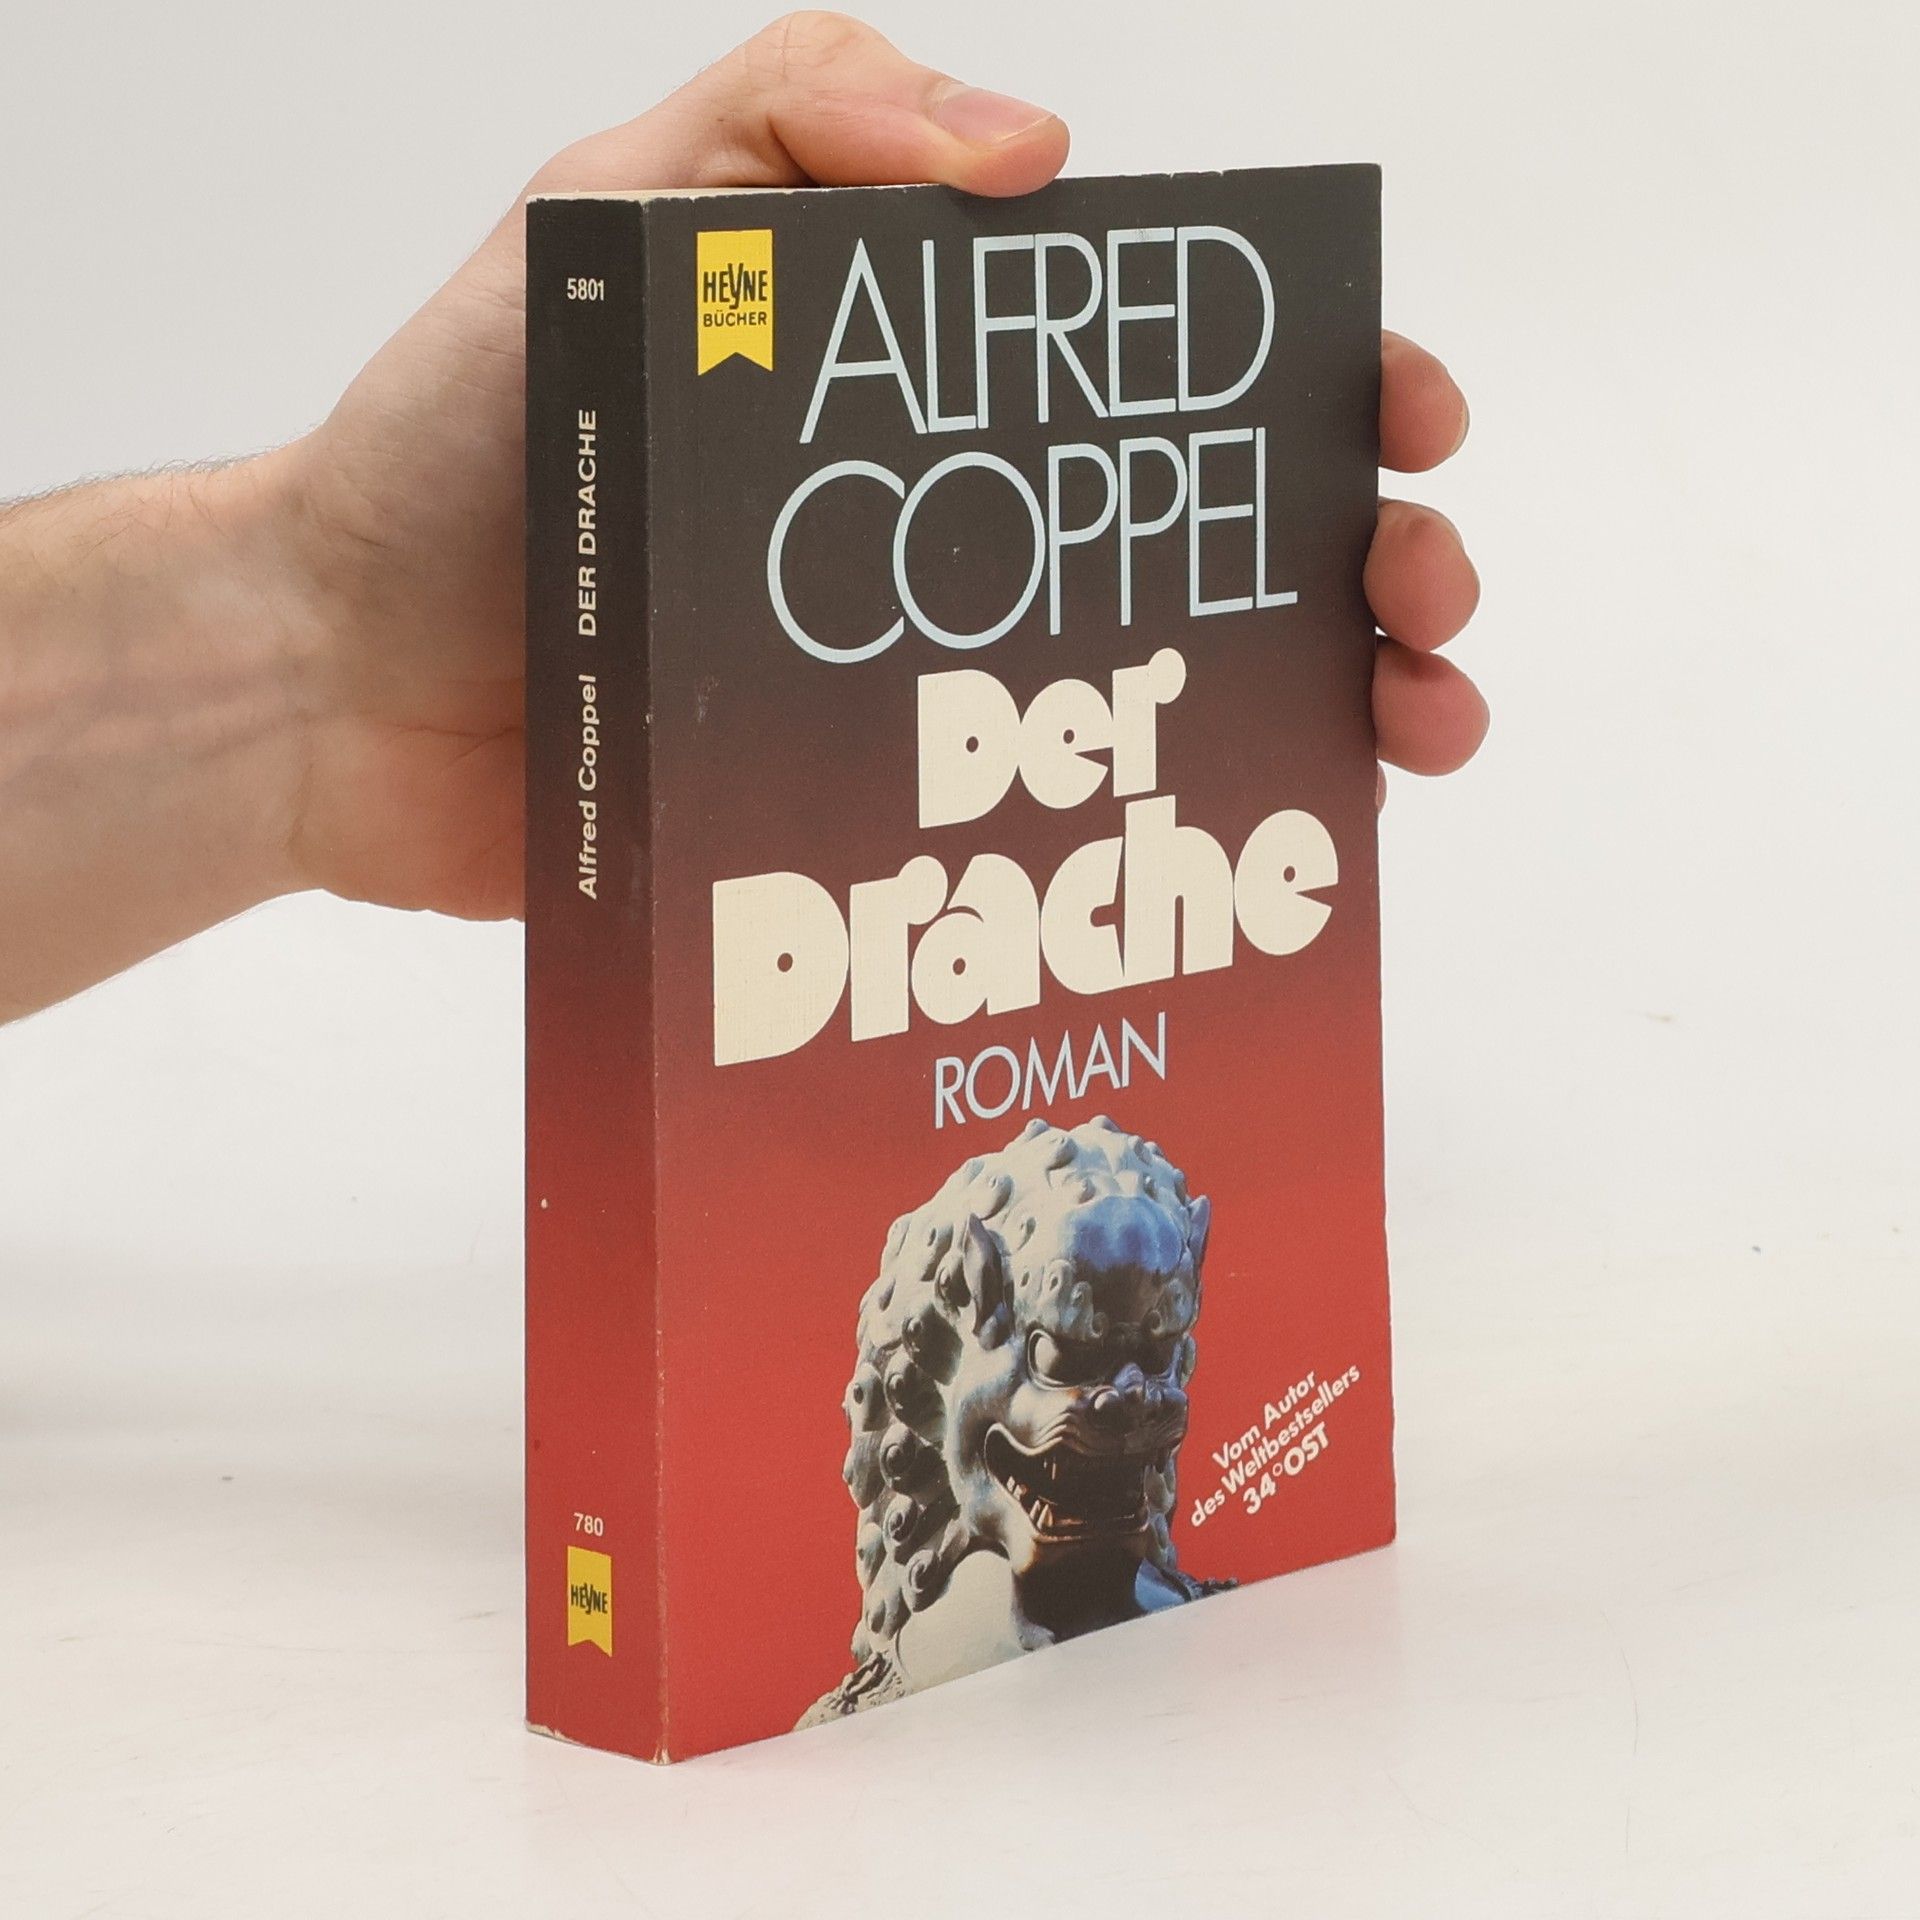 5801
Alfred Coppel DER DRACHE
780
HEYNE
HEYNE
BÜCHER
ALFRED
COPPEL
Der
Drache
ROMAN
Vom Autor
des Weltbestsellers
34° OST